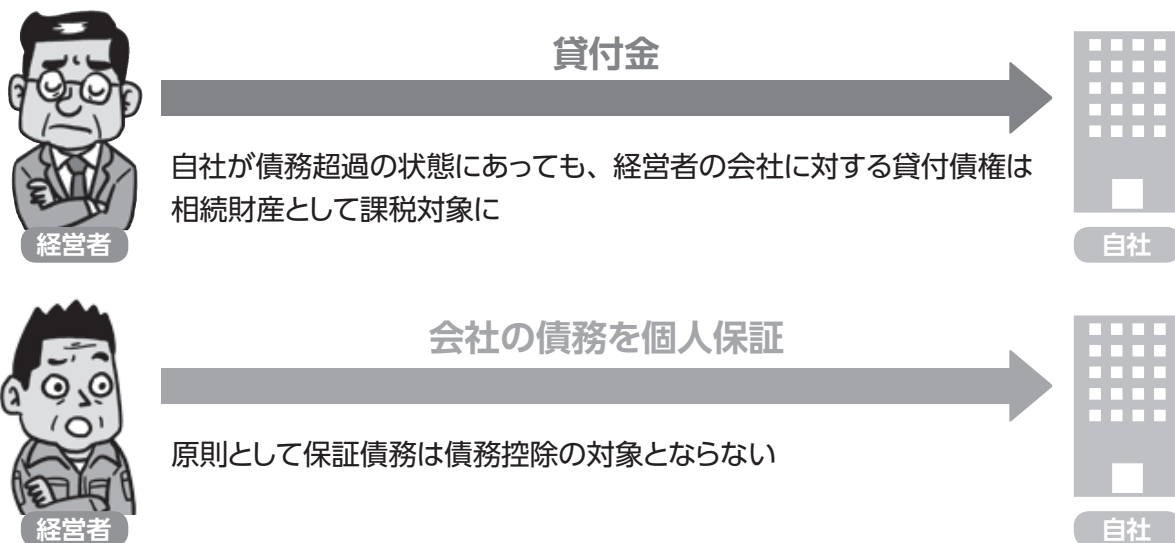 貸付金
自社が債務超過の状態にあっても、経営者の会社に対する貸付債権は
相続財産として課税対象に
経営者
自社
会社の債務を個人保証
原則として保証債務は債務控除の対象とならない
経営者
自社